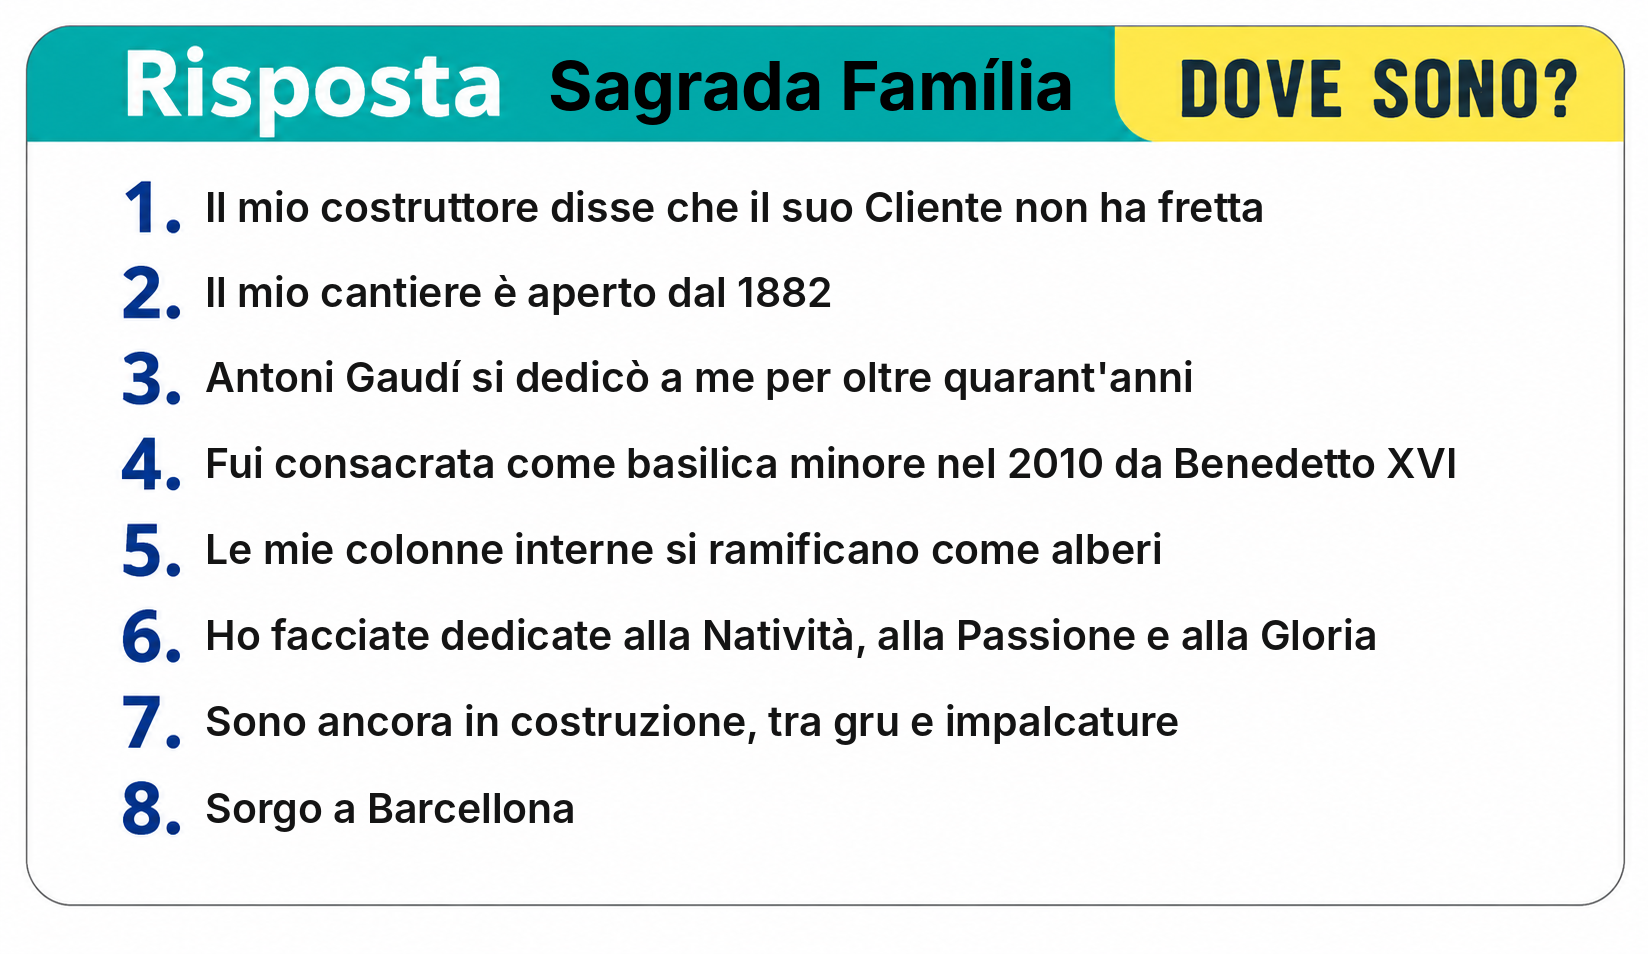 Risposta Sagrada Família DOVE SONO?
1. Il mio costruttore disse che il suo Cliente non ha fretta
2. Il mio cantiere è aperto dal 1882
3. Antoni Gaudí si dedicò a me per oltre quarant'anni
4. Fui consacrata come basilica minore nel 2010 da Benedetto XVI
5. Le mie colonne interne si ramificano come alberi
6. Ho facciate dedicate alla Natività, alla Passione e alla Gloria
7. Sono ancora in costruzione, tra gru e impalcature
8. Sorgo a Barcellona